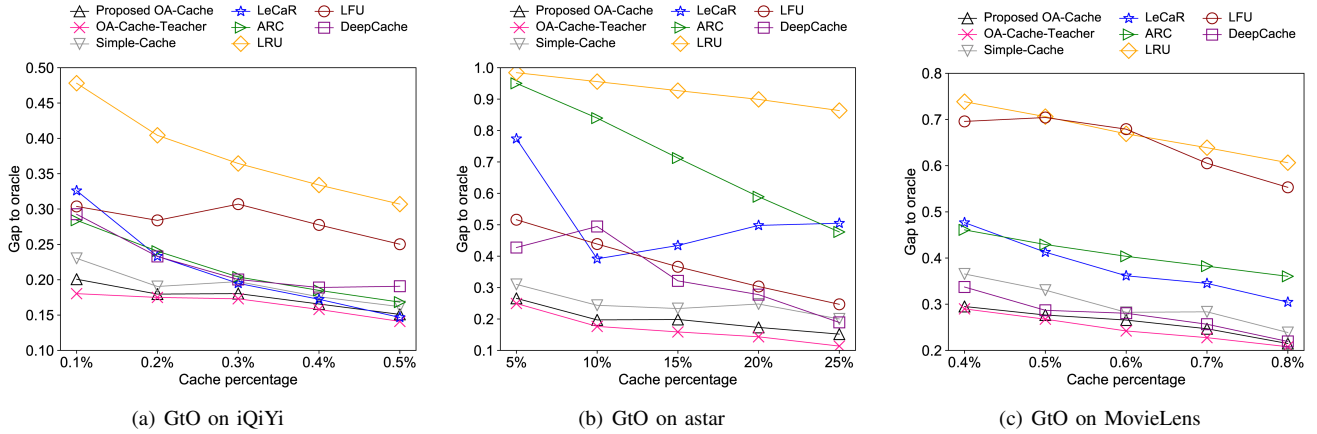 Proposed OA-Cache
OA-Cache-Teacher
Simple-Cache
LeCaR
ARC
LRU
LFU
DeepCache
Gap to oracle
0.50
0.45
0.40
0.35
0.30
0.25
0.20
0.15
0.10
0.1% 0.2% 0.3% 0.4% 0.5%
Cache percentage
(a) GtO on iQiYi
Proposed OA-Cache
OA-Cache-Teacher
Simple-Cache
LeCaR
ARC
LRU
LFU
DeepCache
Gap to oracle
1.0
0.9
0.8
0.7
0.6
0.5
0.4
0.3
0.2
0.1
5% 10% 15% 20% 25%
Cache percentage
(b) GtO on astar
Proposed OA-Cache
OA-Cache-Teacher
Simple-Cache
LeCaR
ARC
LRU
LFU
DeepCache
Gap to oracle
0.8
0.7
0.6
0.5
0.4
0.3
0.2
0.4% 0.5% 0.6% 0.7% 0.8%
Cache percentage
(c) GtO on MovieLens